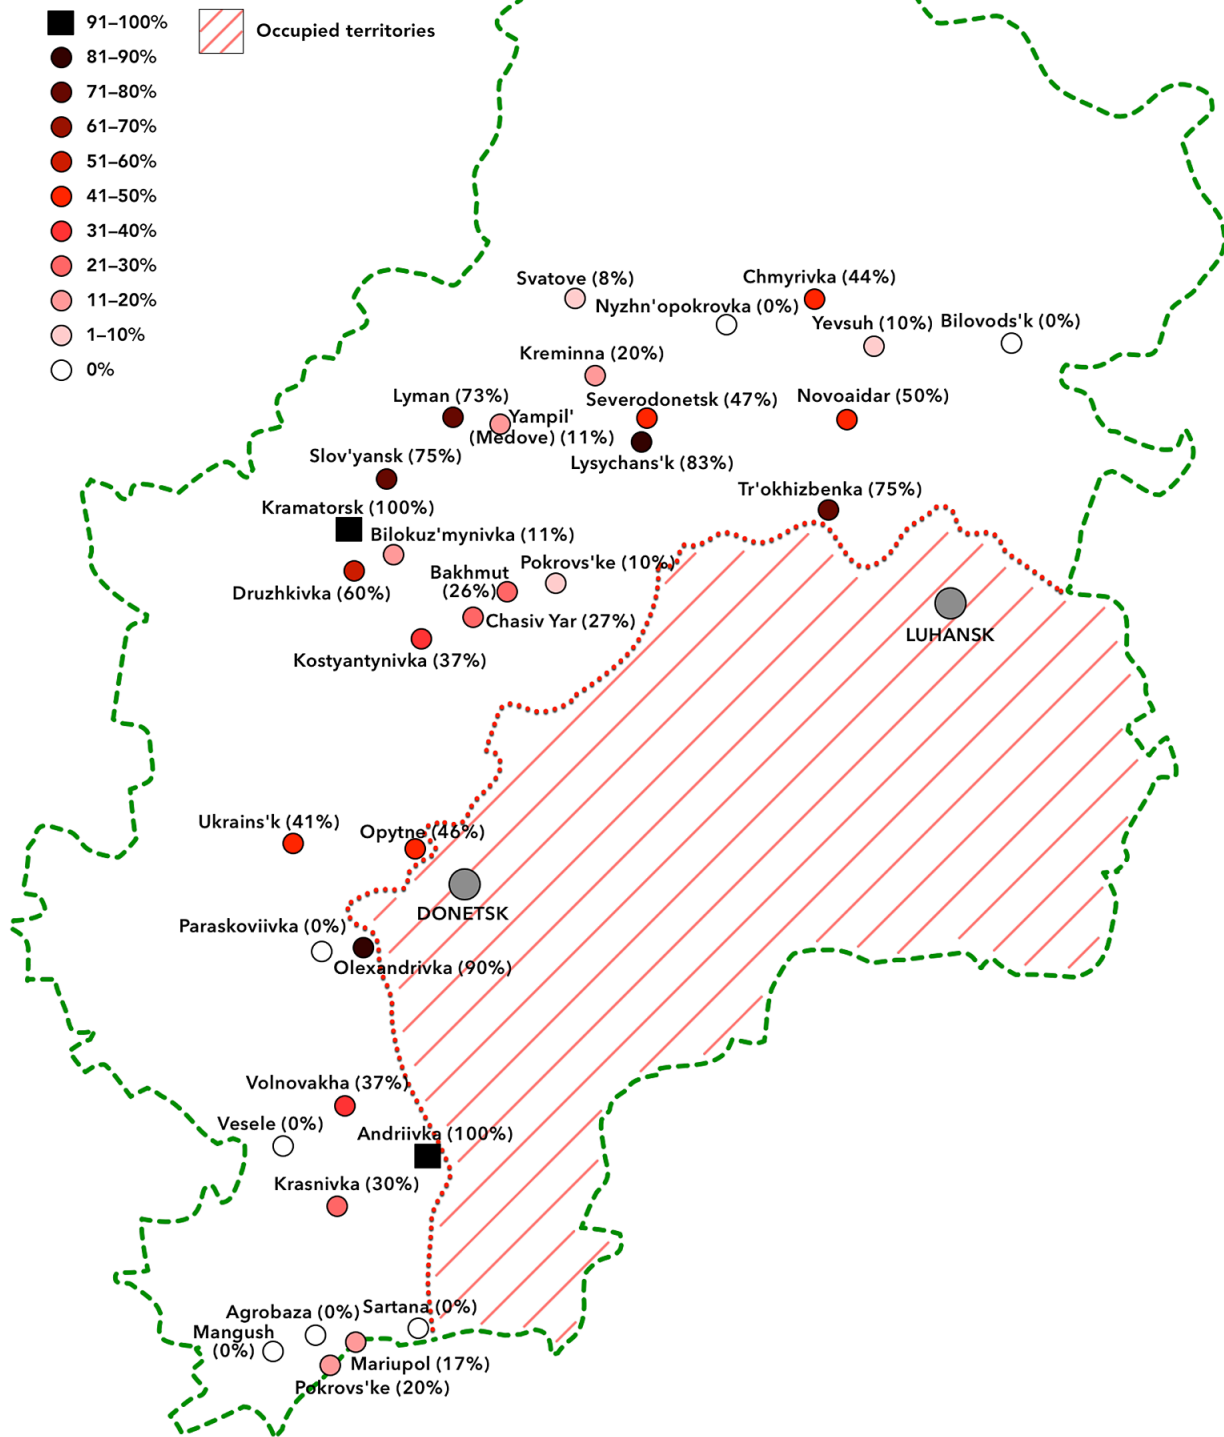 91–100%
81–90%
71–80%
61–70%
51–60%
41–50%
31–40%
21–30%
11–20%
1–10%
0%
Occupied territories
Svatove (8%)
Chmyrivka (44%)
Nyzhn'opokrovka (0%)
Yevsuh (10%)
Bilovods'k (0%)
Kreminna (20%)
Lyman (73%)
Severodonetsk (47%)
Novoaidar (50%)
Yampil'
(Medove) (11%)
Slov'yansk (75%)
Lysychans'k (83%)
Tr'okhizbenka (75%)
Kramatorsk (100%)
Bilokuz'mynivka (11%)
Pokrovs'ke (10%)
Bakhmut
(26%)
Druzhkivka (60%)
Chasiv Yar (27%)
LUHANSK
Kostyantynivka (37%)
Ukrains'k (41%)
Opytne (46%)
DONETSK
Paraskoviivka (0%)
Olexandrivka (90%)
Volnovakha (37%)
Vesele (0%)
Andriivka (100%)
Krasnivka (30%)
Agrobaza (0%)
Sartana (0%)
Mangush
(0%)
Mariupol (17%)
Pokrovs'ke (20%)